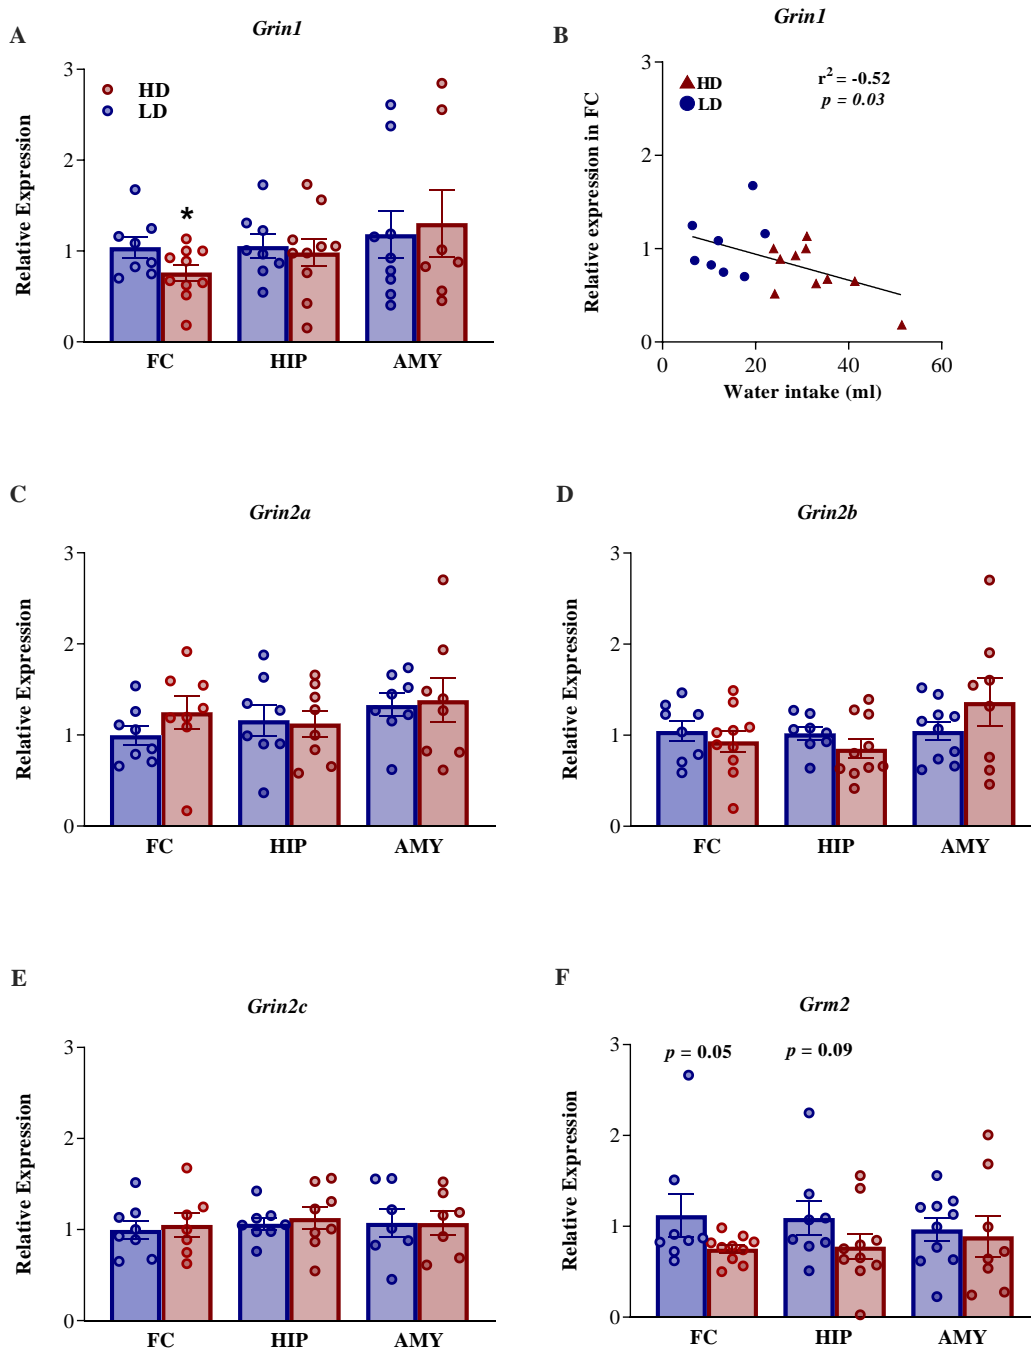 A
Grin1
3
2
1
0
Relative Expression
HD
LD
*
FC
HIP
AMY
B
Grin1
3
2
1
0
Relative expression in FC
HD
LD
r² = -0.52
p = 0.03
0
20
40
60
Water intake (ml)
C
Grin2a
3
2
1
0
Relative Expression
FC
HIP
AMY
D
Grin2b
3
2
1
0
Relative Expression
FC
HIP
AMY
E
Grin2c
3
2
1
0
Relative Expression
FC
HIP
AMY
F
Grm2
3
2
1
0
Relative Expression
p = 0.05
p = 0.09
FC
HIP
AMY